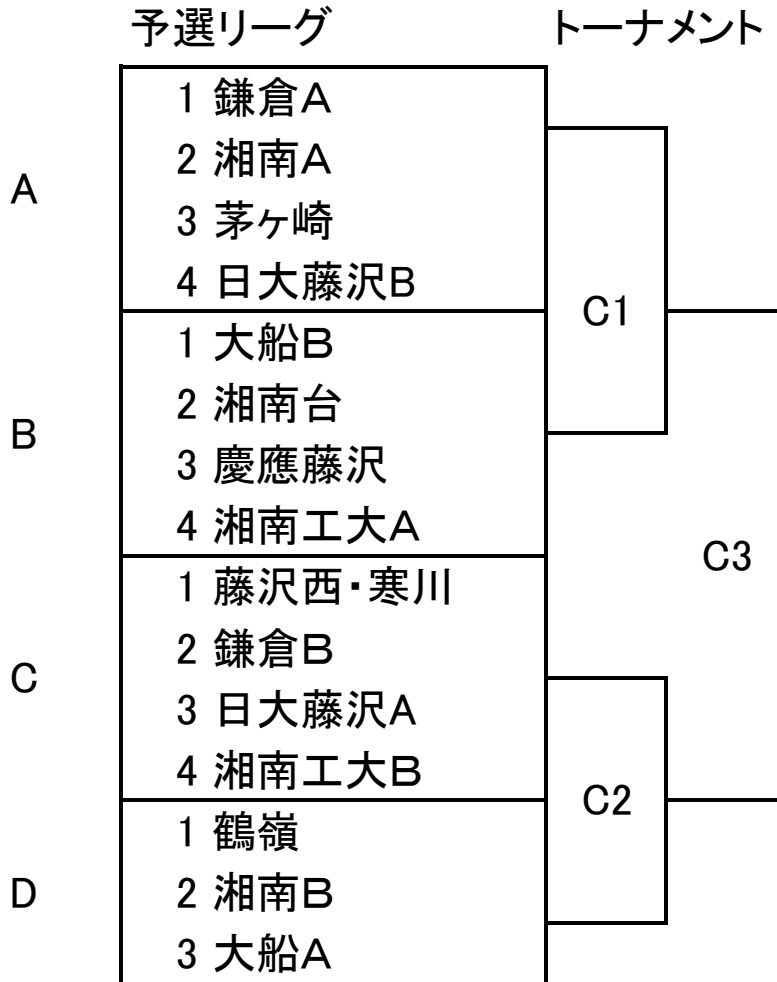 予選リーグ トーナメント
A
1 鎌倉A
2 湘南A
3 茅ヶ崎
4 日大藤沢B
B
1 大船B
2 湘南台
3 慶應藤沢
4 湘南工大A
C
1 藤沢西・寒川
2 鎌倉B
3 日大藤沢A
4 湘南工大B
D
1 鶴嶺
2 湘南B
3 大船A
C1
C2
C3